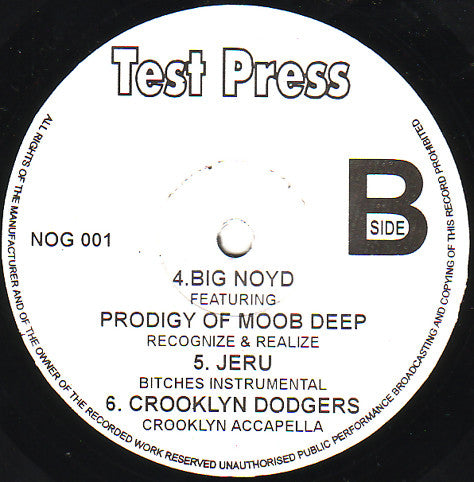 Test Press
B
SIDE
NOG 001
4.BIG NOYD
FEATURING
PRODIGY OF MOOB DEEP
RECOGNIZE & REALIZE
5. JERU
BITCHES INSTRUMENTAL
6. CROOKLYN DODGERS
CROOKLYN ACCAPELLA
ALL RIGHTS OF THE MANUFACTURER AND OF THE OWNER OF THE RECORDED WORK RESERVED UNAUTHORISED PUBLIC PERFORMANCE BROADCASTING AND COPYING OF THIS RECORD PROHIBITED